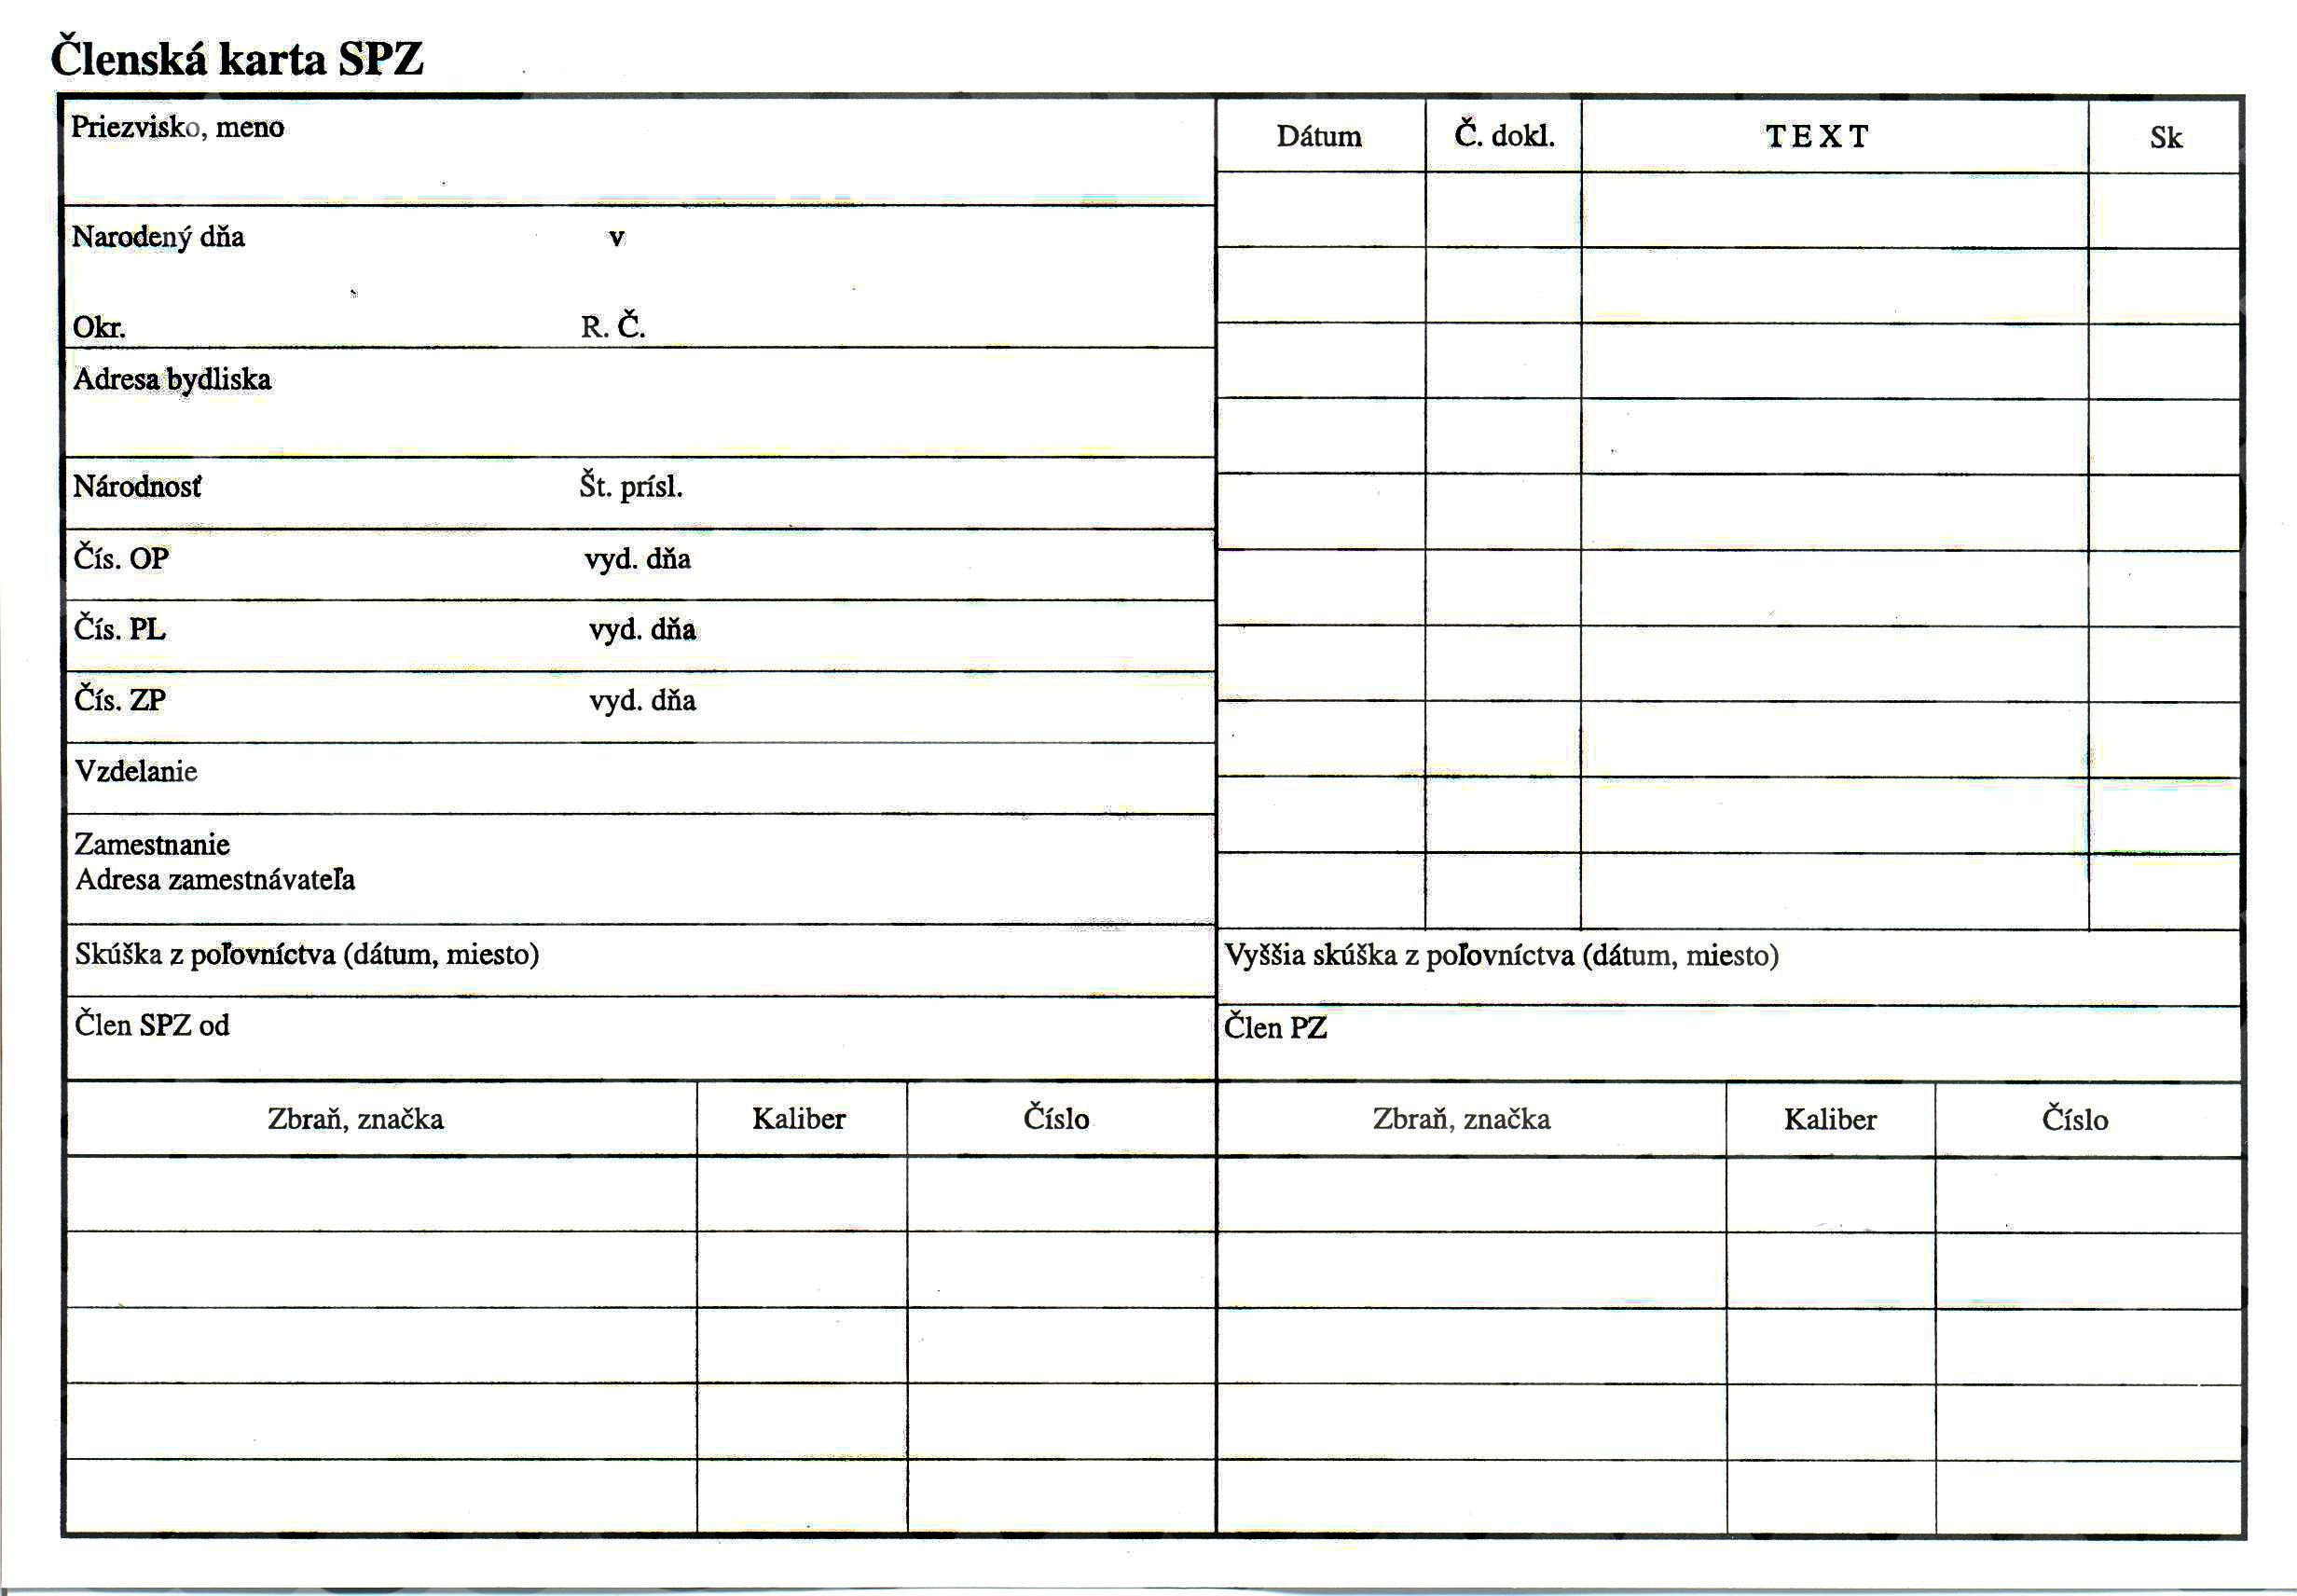 Členská karta SPZ
Priezvisko, meno
Narodený dňa v
Okr. R. Č.
Adresa bydliska
Národnosť Št. prísl.
Čís. OP vyd. dňa
Čís. PL vyd. dňa
Čís. ZP vyd. dňa
Vzdelanie
Zamestnanie
Adresa zamestnávateľa
Skúška z poľovníctva (dátum, miesto)
Člen SPZ od
Dátum Č. dokl. TEXT Sk
Vyššia skúška z poľovníctva (dátum, miesto)
Člen PZ
Zbraň, značka Kaliber Číslo
Zbraň, značka Kaliber Číslo